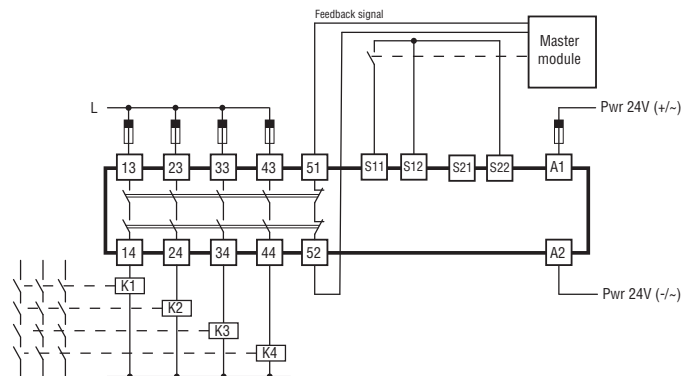 Feedback signal
Master
module
L
Pwr 24V (+/~)
13 23 33 43 51 S11 S12 S21 S22 A1
14 24 34 44 52 A2
K1
Pwr 24V (-/~)
K2
K3
K4